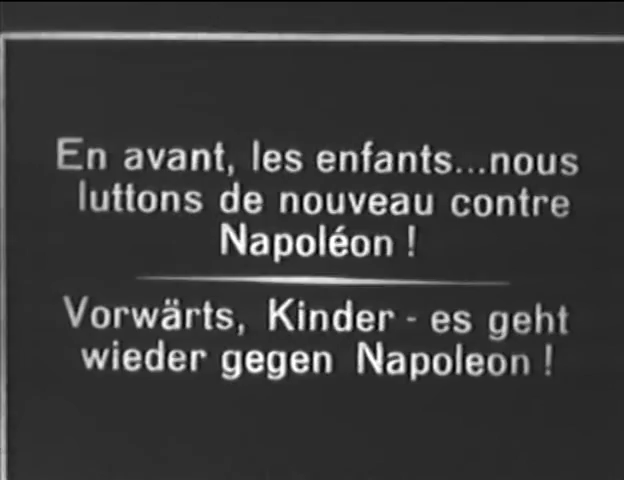 En avant, les enfants...nous
luttons de nouveau contre
Napoléon !
Vorwärts, Kinder - es geht
wieder gegen Napoleon !